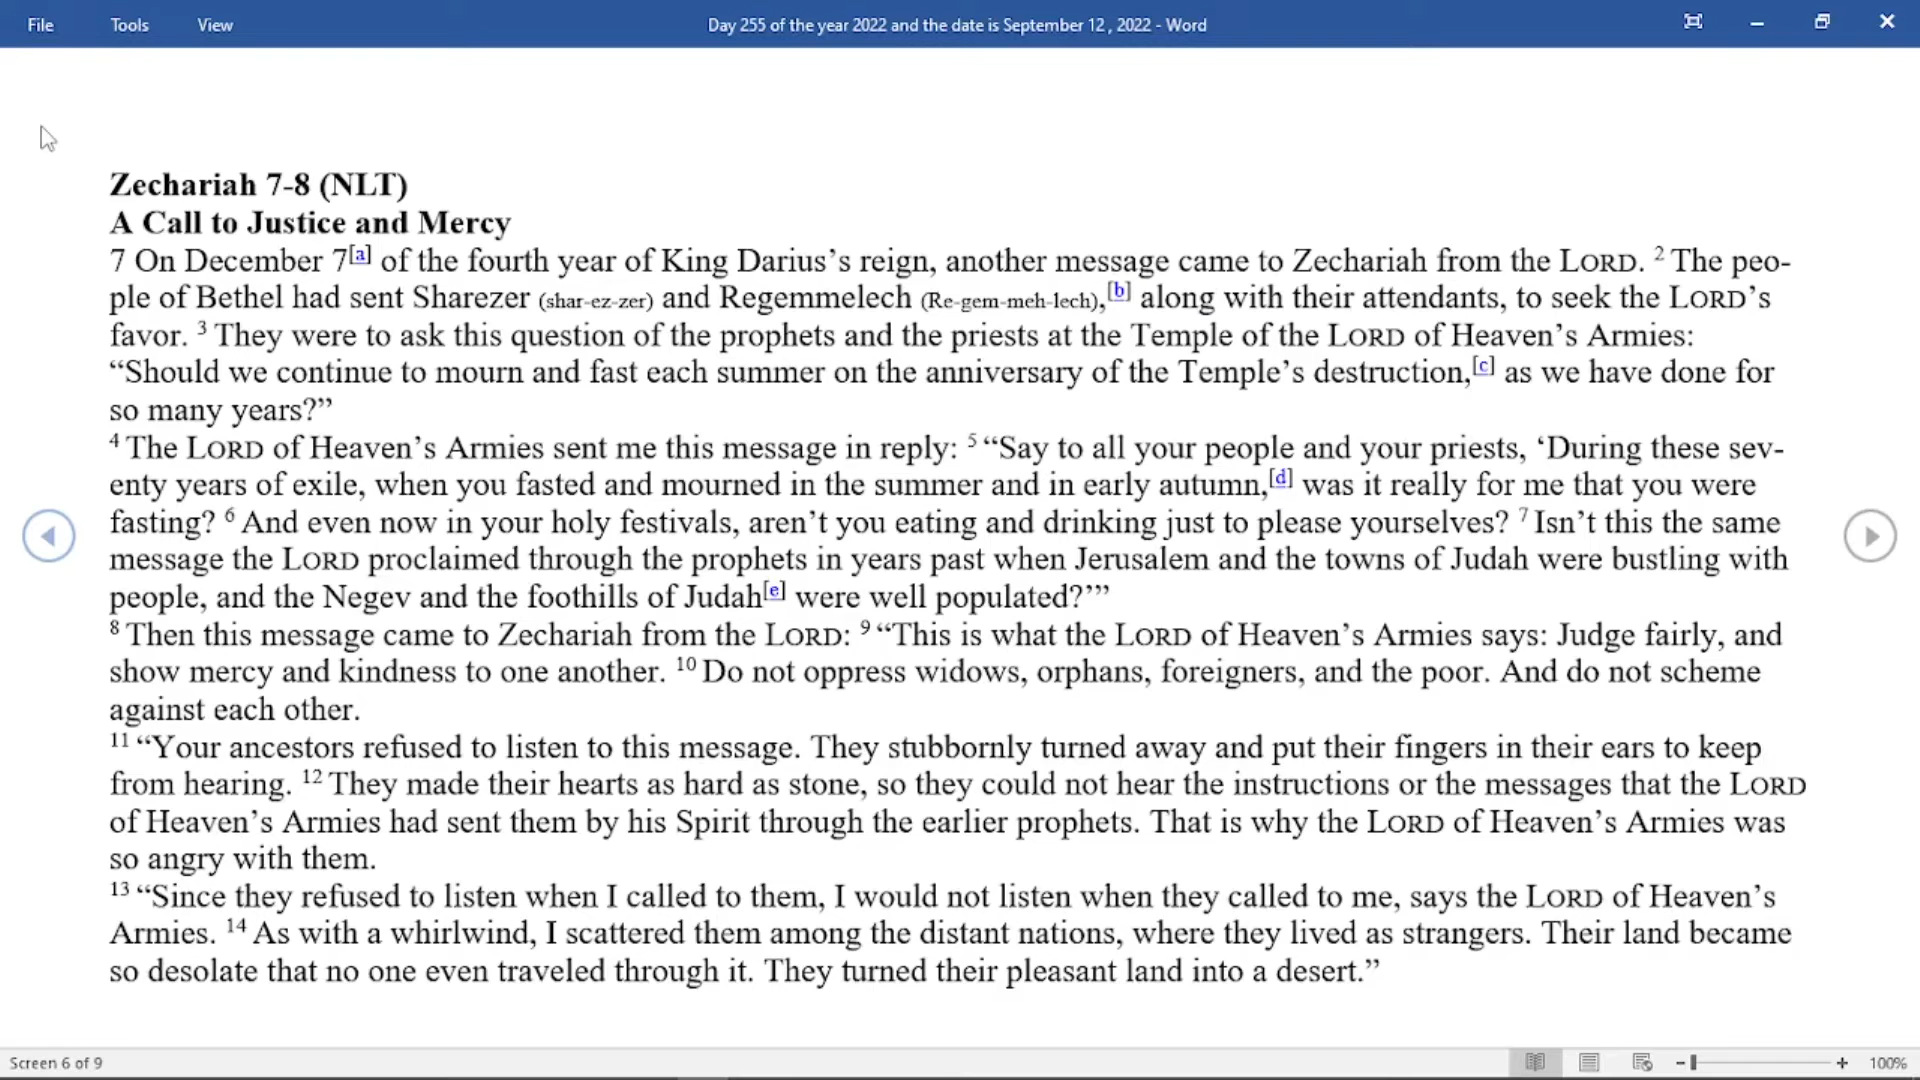 File Tools View Day 255 of the year 2022 and the date is September 12 , 2022 - Word
Zechariah 7-8 (NLT)
A Call to Justice and Mercy
7 On December 7[a] of the fourth year of King Darius’s reign, another message came to Zechariah from the LORD. 2 The peo-
ple of Bethel had sent Sharezer (shar-ez-zer) and Regemmelech (Re-gem-meh-lech),[b] along with their attendants, to seek the LORD’s
favor. 3 They were to ask this question of the prophets and the priests at the Temple of the LORD of Heaven’s Armies:
“Should we continue to mourn and fast each summer on the anniversary of the Temple’s destruction,[c] as we have done for
so many years?”
4 The LORD of Heaven’s Armies sent me this message in reply: 5 “Say to all your people and your priests, ‘During these sev-
enty years of exile, when you fasted and mourned in the summer and in early autumn,[d] was it really for me that you were
fasting? 6 And even now in your holy festivals, aren’t you eating and drinking just to please yourselves? 7 Isn’t this the same
message the LORD proclaimed through the prophets in years past when Jerusalem and the towns of Judah were bustling with
people, and the Negev and the foothills of Judah[e] were well populated?’”
8 Then this message came to Zechariah from the LORD: 9 “This is what the LORD of Heaven’s Armies says: Judge fairly, and
show mercy and kindness to one another. 10 Do not oppress widows, orphans, foreigners, and the poor. And do not scheme
against each other.
11 “Your ancestors refused to listen to this message. They stubbornly turned away and put their fingers in their ears to keep
from hearing. 12 They made their hearts as hard as stone, so they could not hear the instructions or the messages that the LORD
of Heaven’s Armies had sent them by his Spirit through the earlier prophets. That is why the LORD of Heaven’s Armies was
so angry with them.
13 “Since they refused to listen when I called to them, I would not listen when they called to me, says the LORD of Heaven’s
Armies. 14 As with a whirlwind, I scattered them among the distant nations, where they lived as strangers. Their land became
so desolate that no one even traveled through it. They turned their pleasant land into a desert.”
Screen 6 of 9 100%